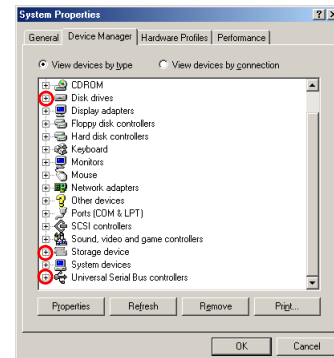 System Properties
General Device Manager Hardware Profiles Performance
View devices by type View devices by connection
CDROM
Disk drives
Display adapters
Floppy disk controllers
Hard disk controllers
Keyboard
Monitors
Mouse
Network adapters
Other devices
Ports (COM & LPT)
SCSI controllers
Sound, video and game controllers
Storage device
System devices
Universal Serial Bus controllers
Properties Refresh Remove Print...
OK Cancel